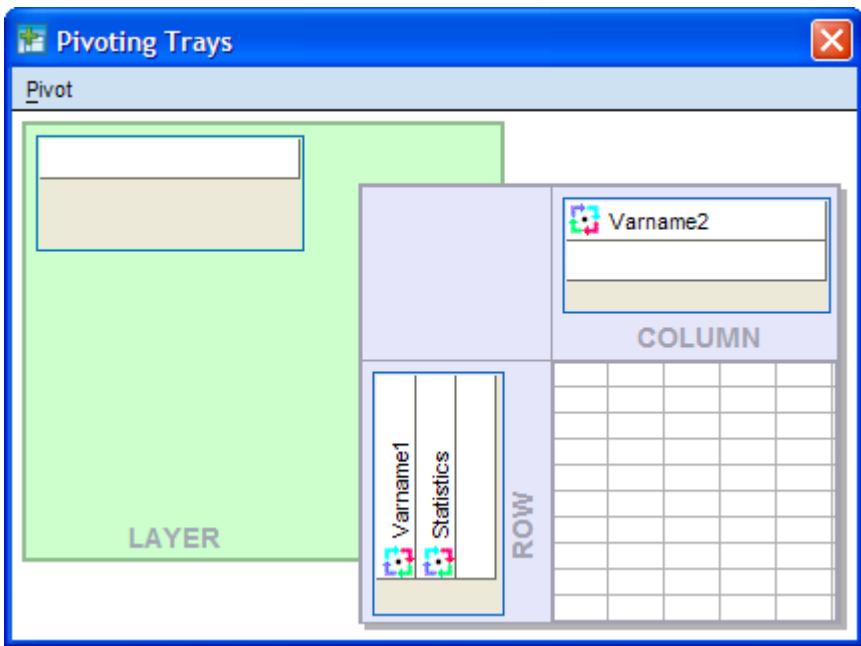 Pivoting Trays
Pivot
Varname2
COLUMN
Varname1
Statistics
ROW
LAYER